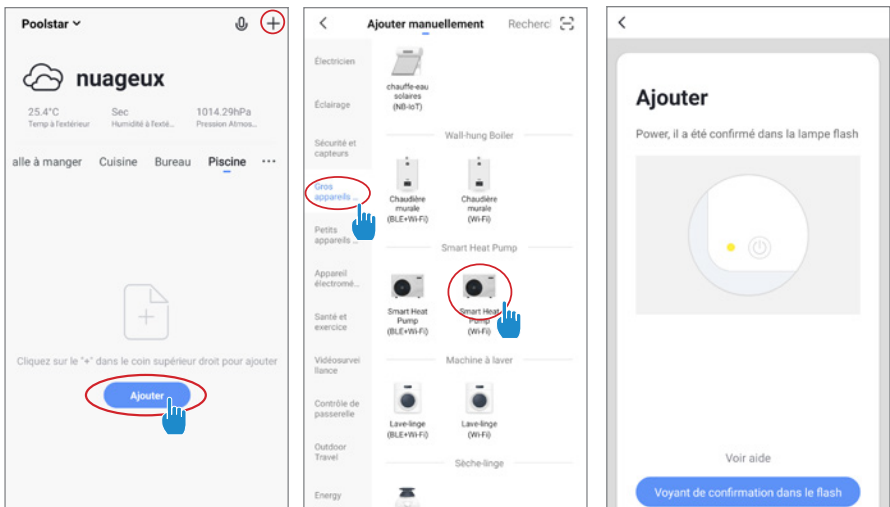 Poolstar
nuageux
25.4°C Sec 1014.29hPa
Temp à l'extérieur Humidité à l'exté... Pression Atmos...
alle à manger Cuisine Bureau Piscine ...
Cliquez sur le "+" dans le coin supérieur droit pour ajouter
Ajouter
Ajouter manuellement Recherc
Électricien
Éclairage
Sécurité et
capteurs
Gros
appareils ...
Petits
appareils ...
Appareil
électromé...
Santé et
exercice
Vidéosurvei
llance
Contrôle de
passerelle
Outdoor
Travel
Energy
chauffe-eau
solaires
(NB-IoT)
Wall-hung Boiler
Chaudière
murale
(BLE+Wi-Fi)
Chaudière
murale
(Wi-Fi)
Smart Heat Pump
Smart Heat
Pump
(BLE+Wi-Fi)
Smart Heat
Pump
(Wi-Fi)
Machine à laver
Lave-linge
(BLE+Wi-Fi)
Lave-linge
(Wi-Fi)
Sèche-linge
Ajouter
Power, il a été confirmé dans la lampe flash
Voir aide
Voyant de confirmation dans le flash